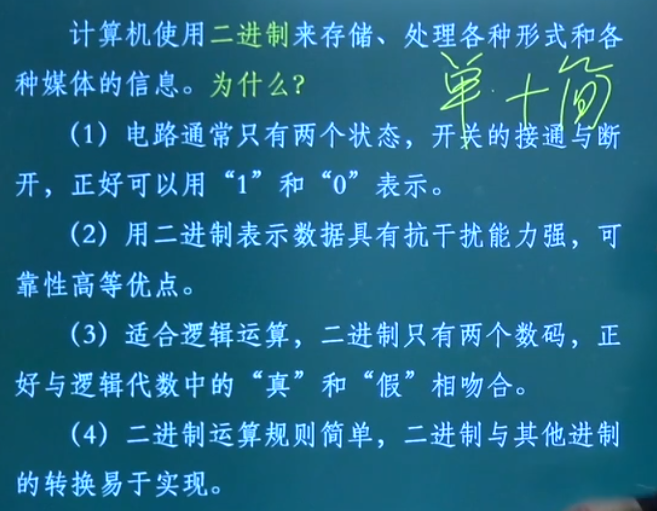 计算机使用二进制来存储、处理各种形式和各
种媒体的信息。为什么？
单·十简
（1）电路通常只有两个状态，开关的接通与断
开，正好可以用“1”和“0”表示。
（2）用二进制表示数据具有抗干扰能力强，可
靠性高等优点。
（3）适合逻辑运算，二进制只有两个数码，正
好与逻辑代数中的“真”和“假”相吻合。
（4）二进制运算规则简单，二进制与其他进制
的转换易于实现。